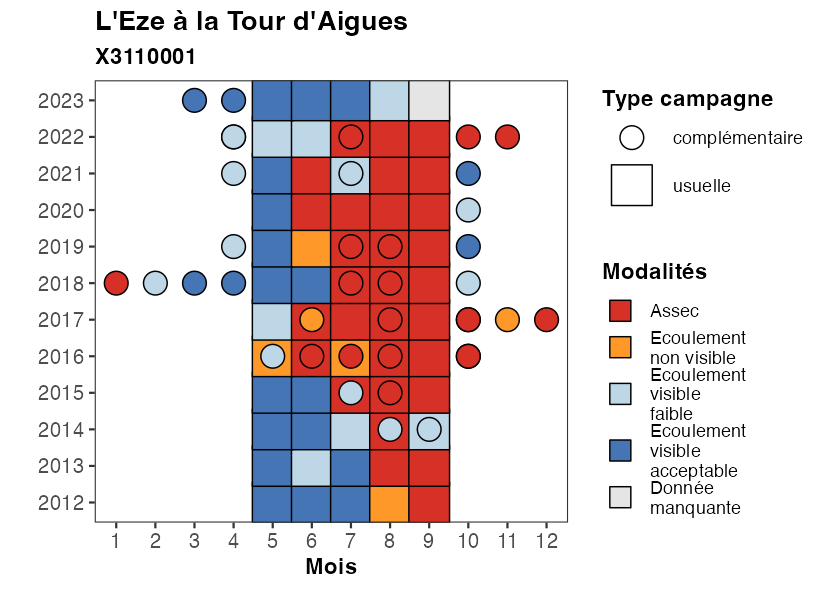 L'Eze à la Tour d'Aigues
X3110001
2023
2022
2021
2020
2019
2018
2017
2016
2015
2014
2013
2012
1 2 3 4 5 6 7 8 9 10 11 12
Mois
Type campagne
complémentaire
usuelle
Modalités
Assec
Ecoulement
non visible
Ecoulement
visible
faible
Ecoulement
visible
acceptable
Donnée
manquante